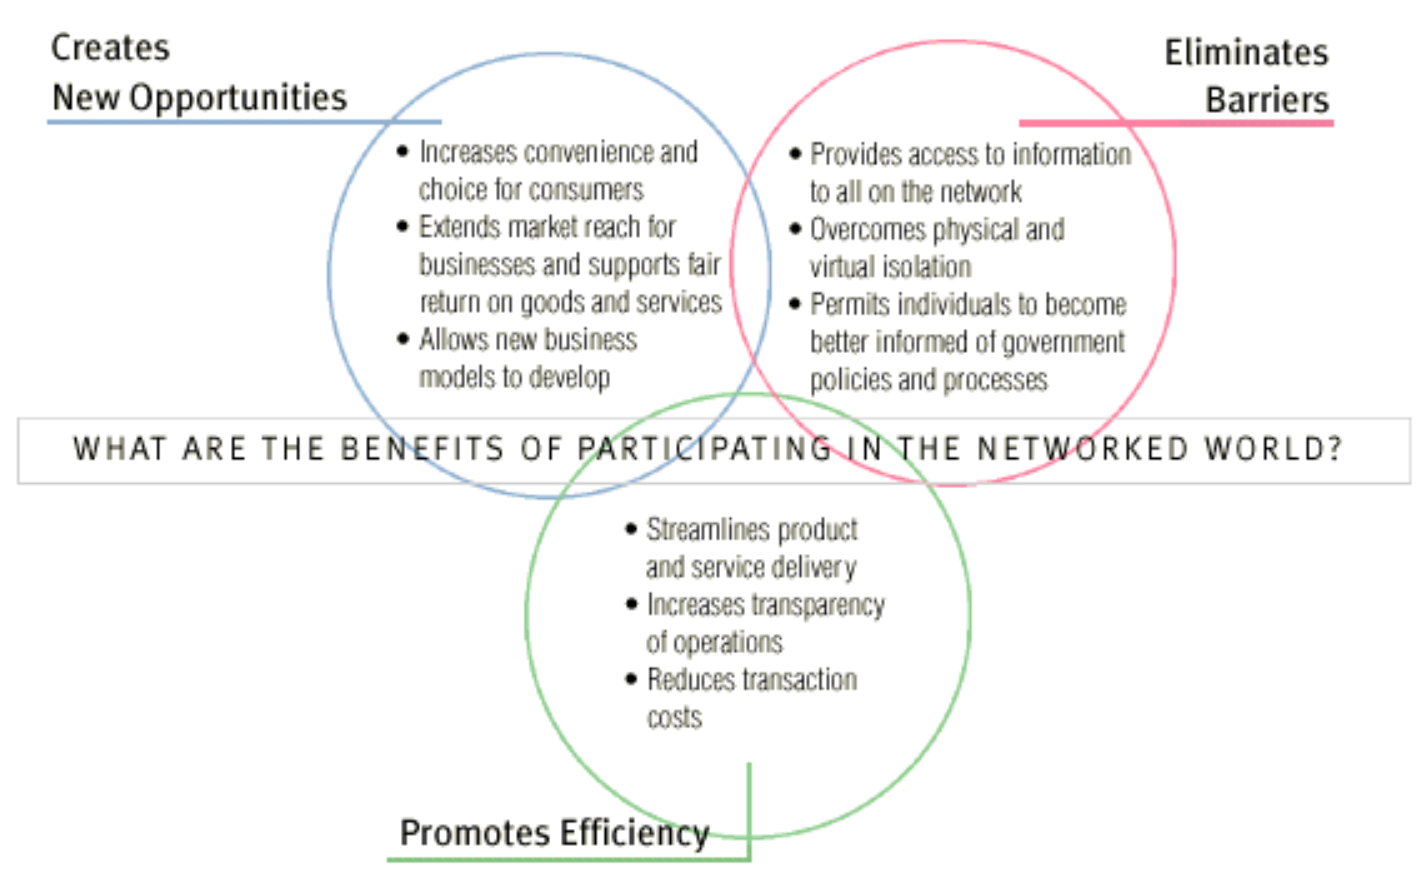 Creates
New Opportunities
• Increases convenience and
choice for consumers
• Extends market reach for
businesses and supports fair
return on goods and services
• Allows new business
models to develop
Eliminates
Barriers
• Provides access to information
to all on the network
• Overcomes physical and
virtual isolation
• Permits individuals to become
better informed of government
policies and processes
WHAT ARE THE BENEFITS OF PARTICIPATING IN THE NETWORKED WORLD?
• Streamlines product
and service delivery
• Increases transparency
of operations
• Reduces transaction
costs
Promotes Efficiency